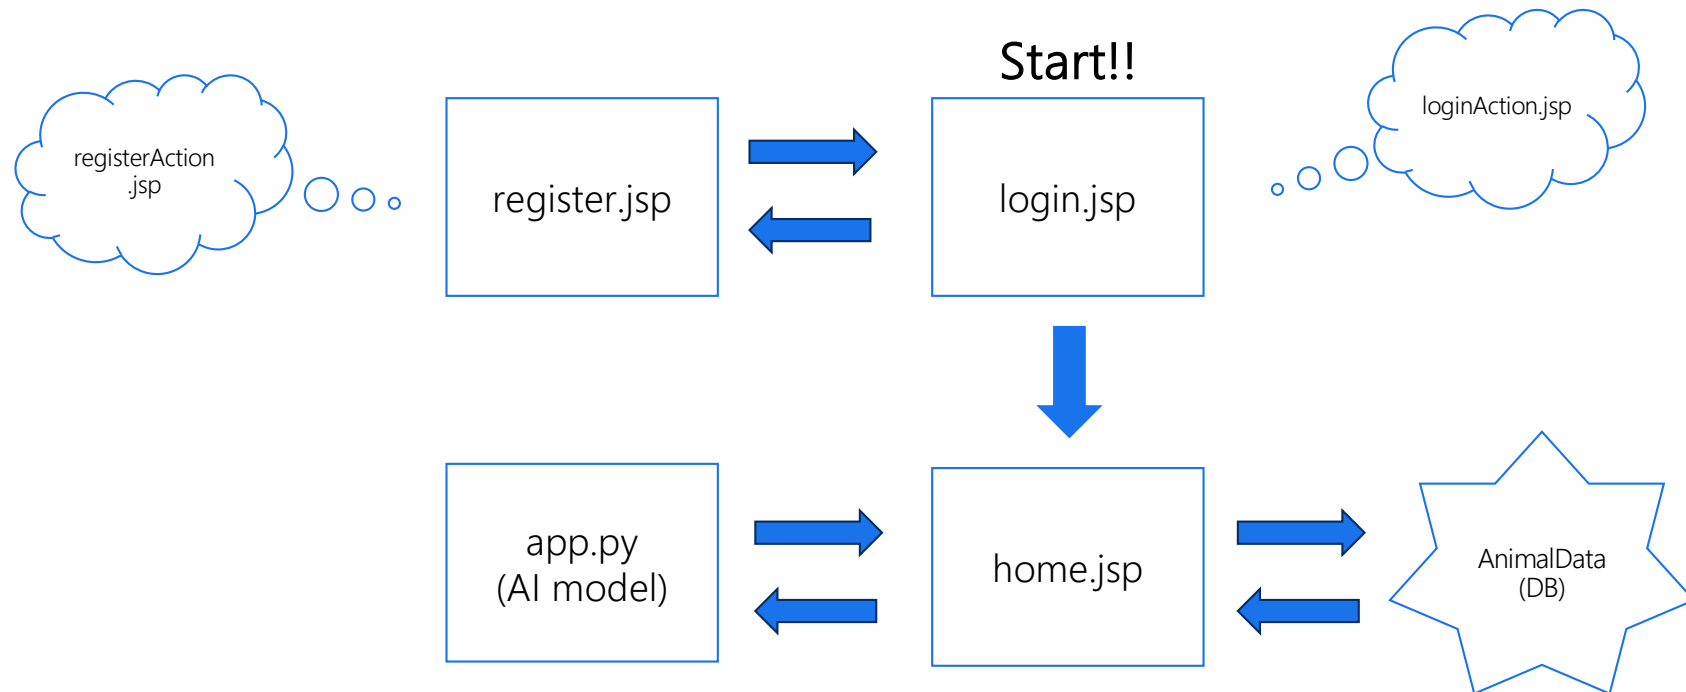 Start!!
registerAction
.jsp
register.jsp
login.jsp
loginAction.jsp
app.py
(AI model)
home.jsp
AnimalData
(DB)